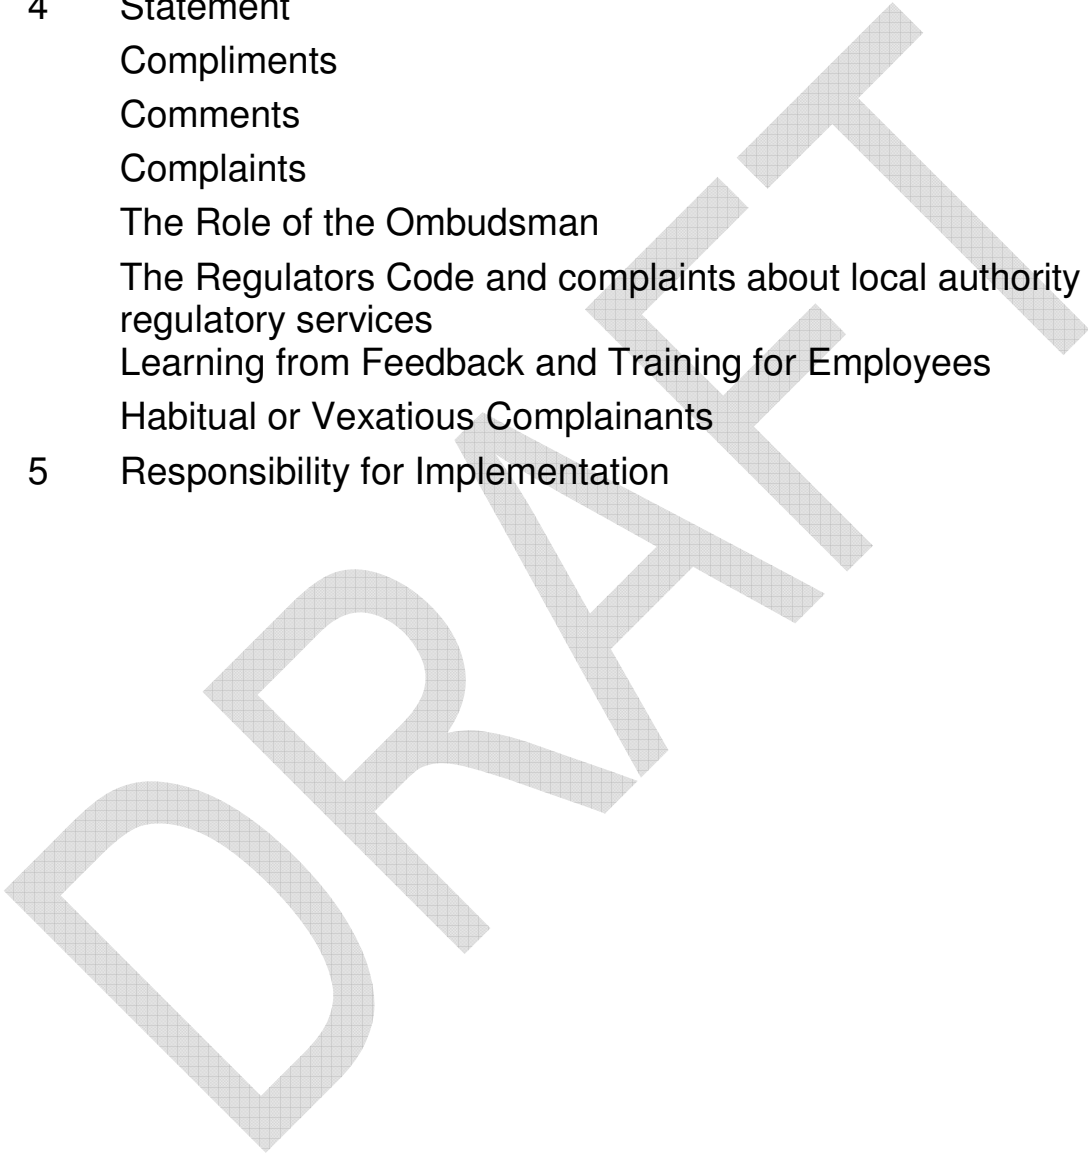 4 Statement
Compliments
Comments
Complaints
The Role of the Ombudsman
The Regulators Code and complaints about local authority
regulatory services
Learning from Feedback and Training for Employees
Habitual or Vexatious Complainants
5 Responsibility for Implementation
DRAFT